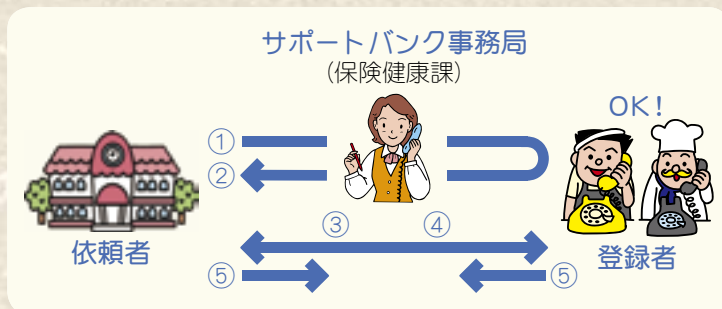 サポートバンク事務局
（保険健康課）
OK！
①
②
③ ④
依頼者
登録者
⑤ ⑤